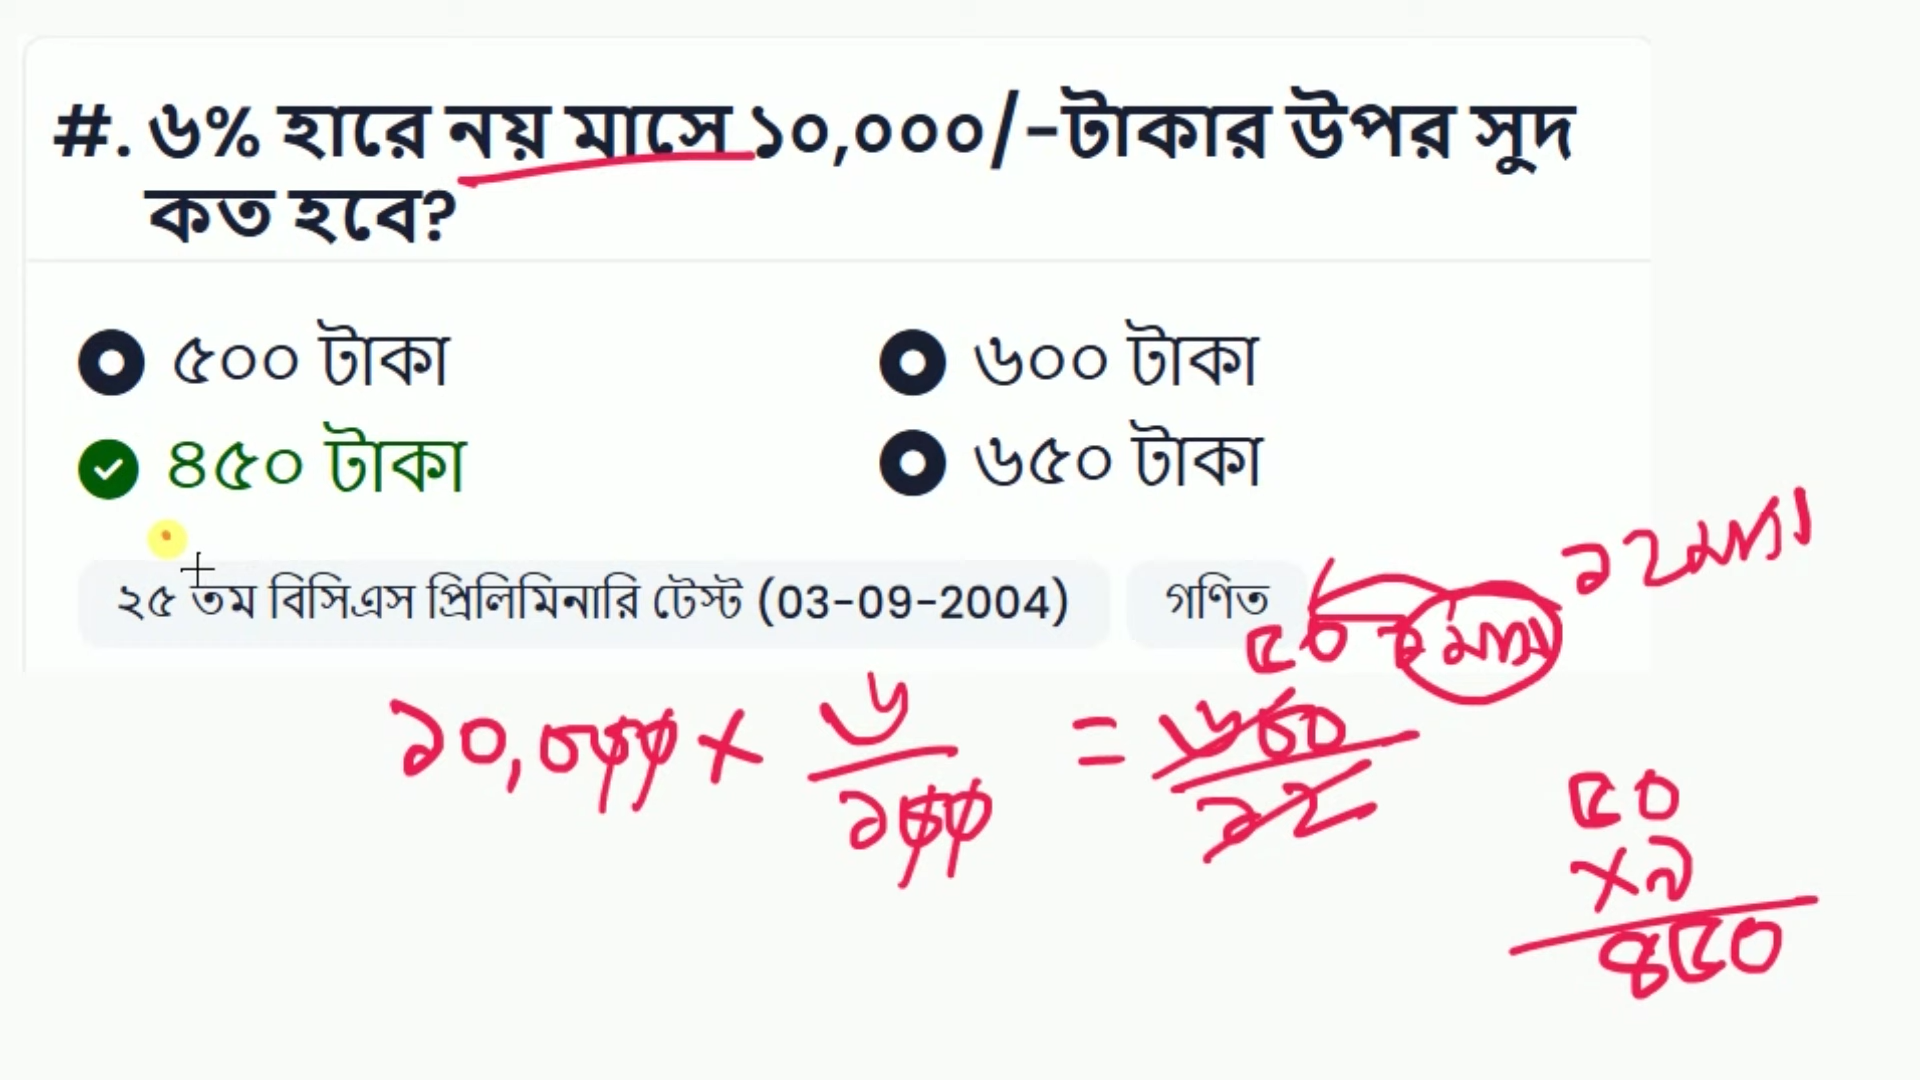 #. ৬% হারে নয় মাসে ১০,০০০/-টাকার উপর সুদ
কত হবে?
৫০০ টাকা
৬০০ টাকা
৪৫০ টাকা
৬৫০ টাকা
২৫ তম বিসিএস প্রিলিমিনারি টেস্ট (03-09-2004)
গণিত
১২মাস
৫০ ১ মাস
১০,০০০ × ৬/১০০ = ৬০০/১২
৫০
×৯
৪৫০